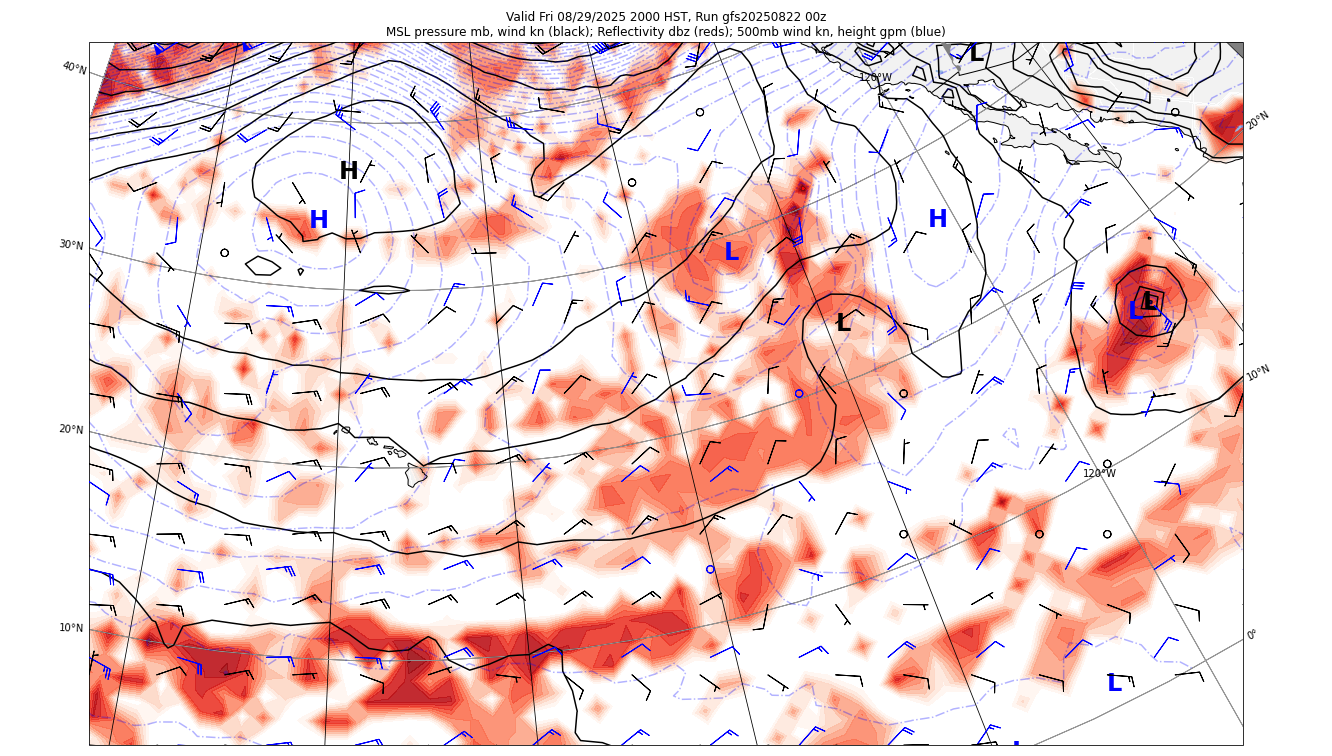 Valid Fri 08/29/2025 2000 HST, Run gfs20250822 00z
MSL pressure mb, wind kn (black); Reflectivity dbz (reds); 500mb wind kn, height gpm (blue)
L
40°N
120°W
20°N
H
H
H
30°N
L
L
L
L
10°N
20°N
120°W
10°N
0°
L
L